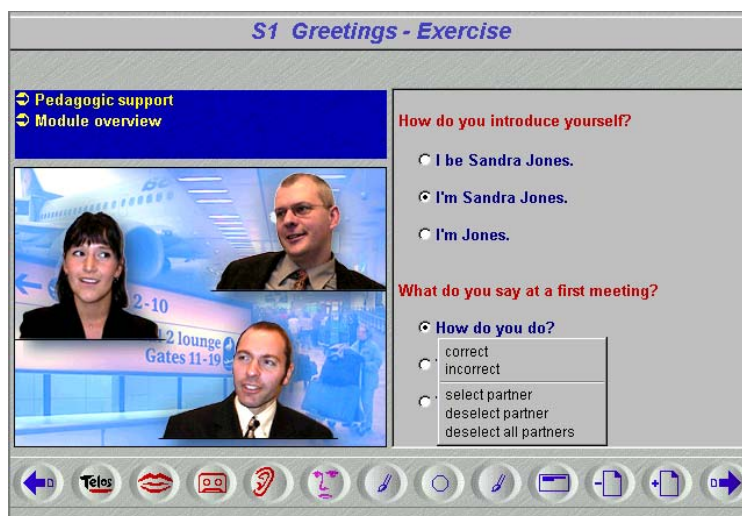 S1 Greetings - Exercise
Pedagogic support
Module overview
2-10
2 lounge
Gates 11-19
How do you introduce yourself?
I be Sandra Jones.
I'm Sandra Jones.
I'm Jones.
What do you say at a first meeting?
How do you do?
correct
incorrect
select partner
deselect partner
deselect all partners
D
Telos
D